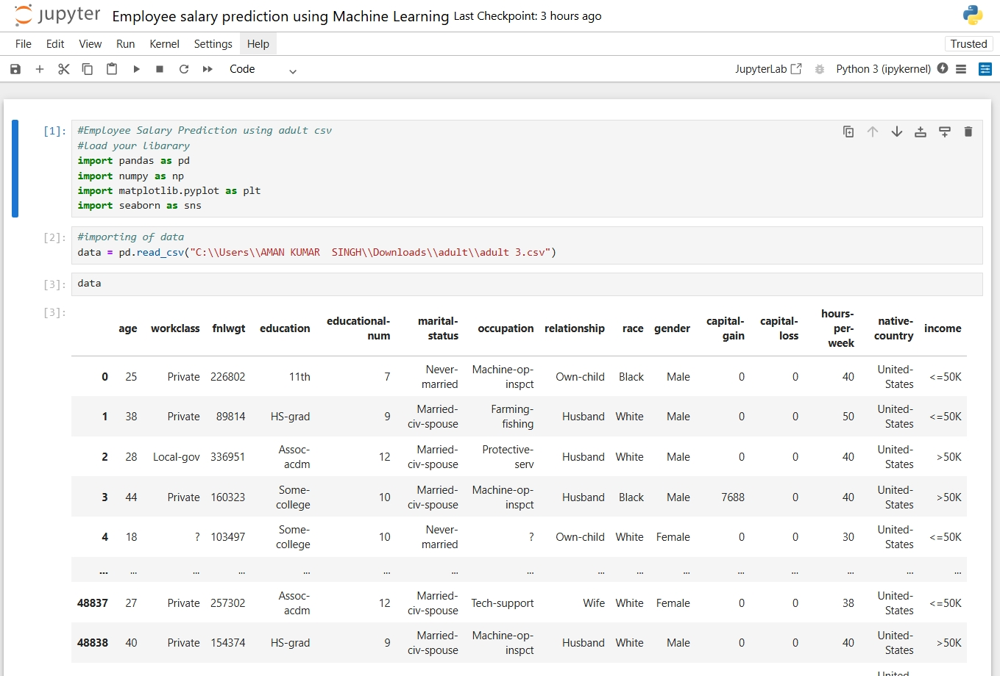 jupyter Employee salary prediction using Machine Learning Last Checkpoint: 3 hours ago
File Edit View Run Kernel Settings Help Trusted
Code JupyterLab Python 3 (ipykernel)
[1]: #Employee Salary Prediction using adult csv
#load your libarary
import pandas as pd
import numpy as np
import matplotlib.pyplot as plt
import seaborn as sns
[2]: #importing of data
data = pd.read_csv("C:\\Users\\AMAN KUMAR  SINGH\\Downloads\\adult\\adult 3.csv")
[3]: data
[3]:
age workclass fnlwgt education educational-num marital-status occupation relationship race gender capital-gain capital-loss hours-per-week native-country income
0 25 Private 226802 11th 7 Never-married Machine-op-inspct Own-child Black Male 0 0 40 United-States <=50K
1 38 Private 89814 HS-grad 9 Married-civ-spouse Farming-fishing Husband White Male 0 0 50 United-States <=50K
2 28 Local-gov 336951 Assoc-acdm 12 Married-civ-spouse Protective-serv Husband White Male 0 0 40 United-States >50K
3 44 Private 160323 Some-college 10 Married-civ-spouse Machine-op-inspct Husband Black Male 7688 0 40 United-States >50K
4 18 ? 103497 Some-college 10 Never-married ? Own-child White Female 0 0 30 United-States <=50K
... ... ... ... ... ... ... ... ... ... ... ... ... ... ... ...
48837 27 Private 257302 Assoc-acdm 12 Married-civ-spouse Tech-support Wife White Female 0 0 38 United-States <=50K
48838 40 Private 154374 HS-grad 9 Married-civ-spouse Machine-op-inspct Husband White Male 0 0 40 United-States >50K